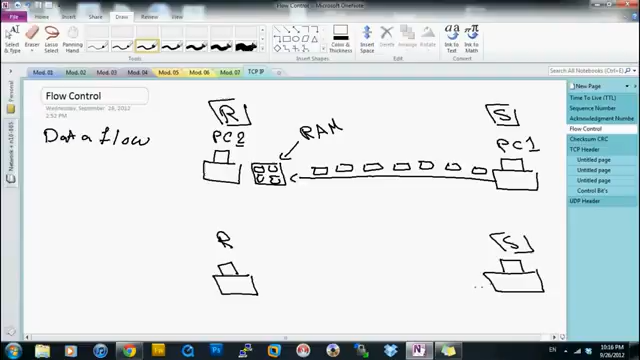 Flow Control
Microsoft OneNote
File
Home
Insert
Share
Draw
Review
View
Select & Type
Eraser
Lasso Select
Panning Hand
Color & Thickness
Insert Space
Delete
Arrange
Rotate
Ink to Text
Ink to Math
Tools
Insert Shapes
Edit
Convert
Mod. 01
Mod. 02
Mod. 03
Mod. 04
Mod. 05
Mod. 06
Mod. 07
TCP IP
Search All Notebooks (Ctrl+E)
Personal
Flow Control
Wednesday, September 26, 2012
2:52 PM
Data flow
R
PC2
RAM
S
PC1
R
S
New Page
Time To Live (TTL)
Sequence Number
Acknowledgment Number
Flow Control
Checksum CRC
TCP Header
Untitled page
Untitled page
Control Bit's
UDP Header
EN
10:16 PM
9/26/2012